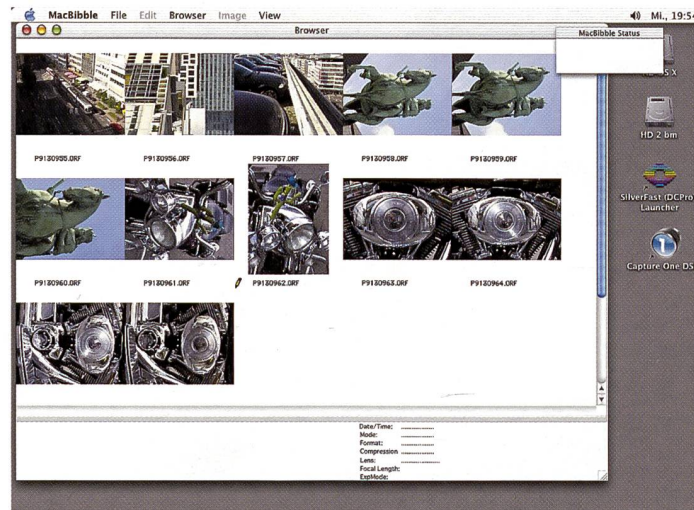 MacBibble File Edit Browser Image View Mi., 19:54
Browser
MacBibble Status
P9130955.ORF P9130956.ORF P9130957.ORF P9130958.ORF P9130959.ORF
HD 2 bm
SilverFast (DCPro
Launcher
P9130960.ORF P9130961.ORF P9130962.ORF P9130963.ORF P9130964.ORF
Capture One DS
Date/Time:
Mode:
Format:
Compression
Lens:
Focal Length:
ExpMode: